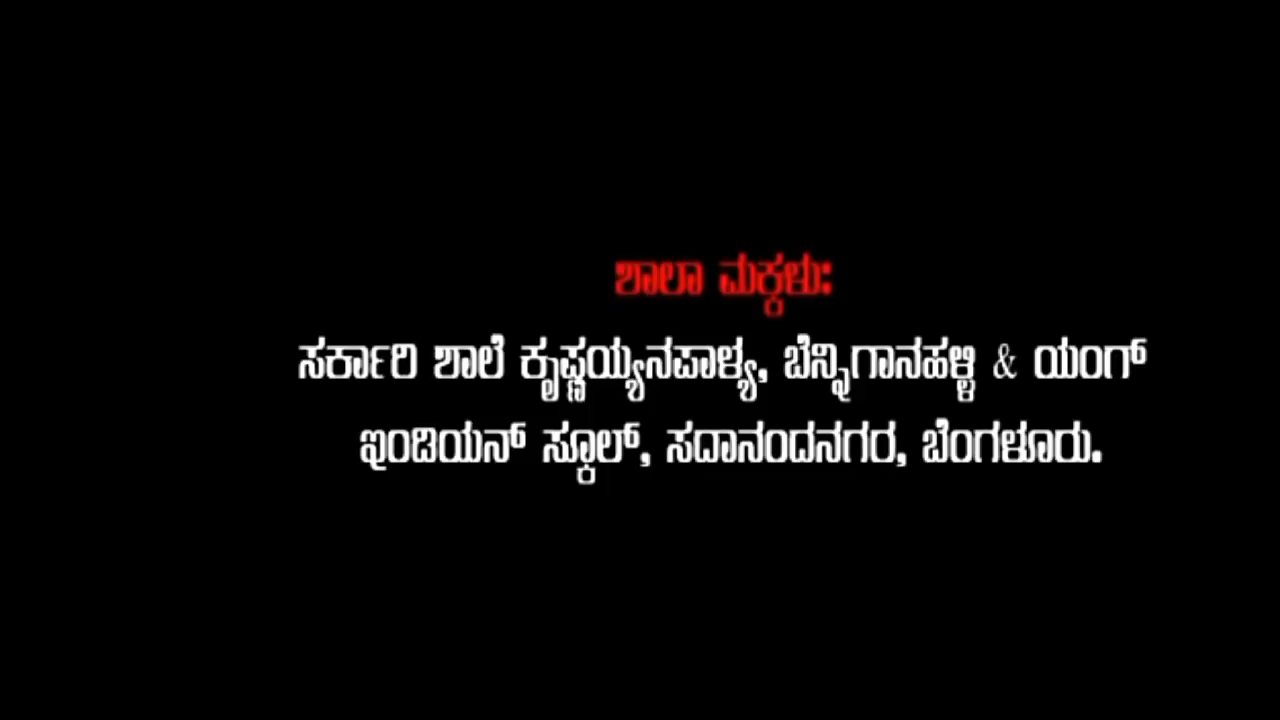 ಶಾಲಾ ಮಕ್ಕಳು:
ಸರ್ಕಾರಿ ಶಾಲೆ ಕೃಷ್ಣಯ್ಯನಪಾಳ್ಯ, ಬೆನ್ನಿಗಾನಹಳ್ಳಿ & ಯಂಗ್
ಇಂಡಿಯನ್ ಸ್ಕೂಲ್, ಸದಾನಂದನಗರ, ಬೆಂಗಳೂರು.